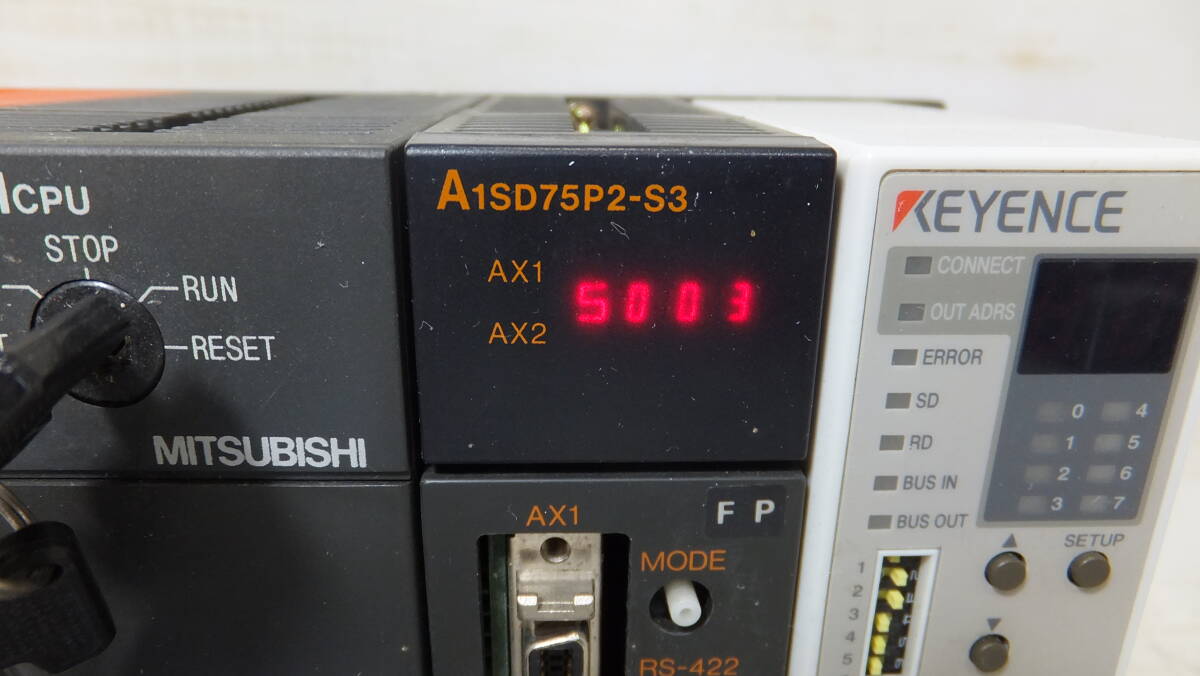 CPU
STOP
RUN
RESET
MITSUBISHI
A1SD75P2-S3
AX1
AX2
5003
F P
AX1
MODE
RS-422
KEYENCE
CONNECT
OUT ADRS
ERROR
SD
RD
BUS IN
BUS OUT
0 4
1 5
2 6
3 7
SETUP
1
2
3
4
5